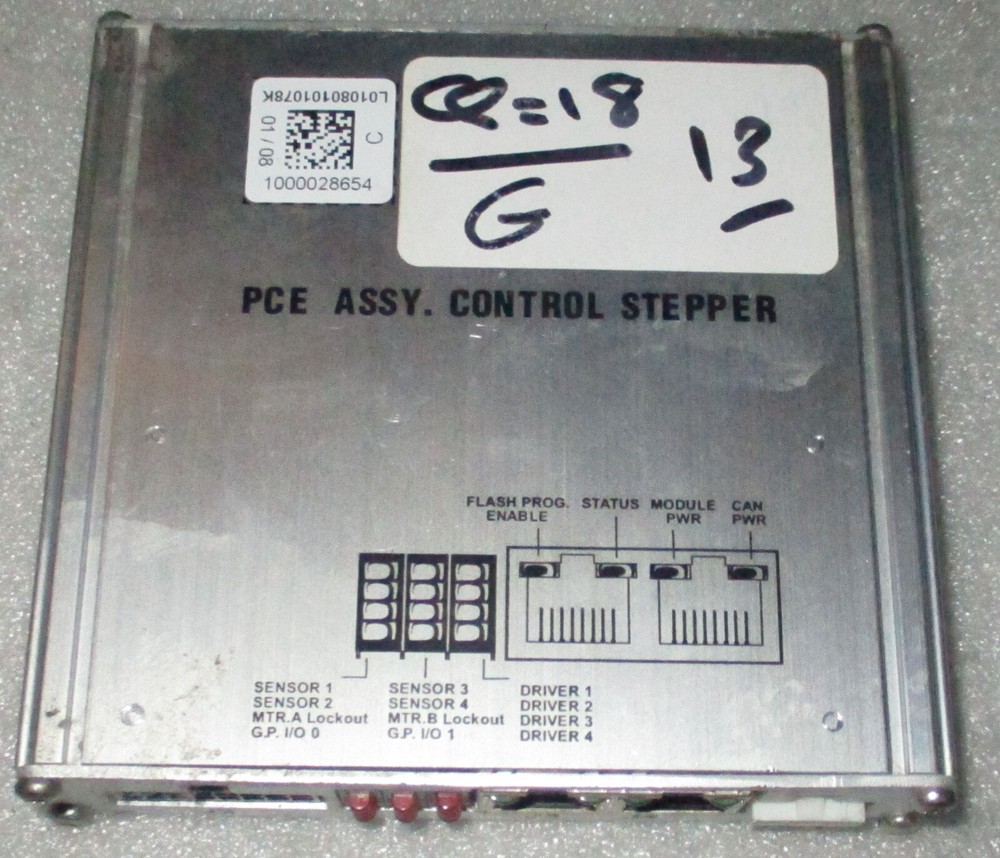 L010801010178K
01 / 08
C
1000028654
Q=18
G
13
PCE ASSY. CONTROL STEPPER
FLASH PROG. ENABLE
STATUS
MODULE PWR
CAN PWR
SENSOR 1
SENSOR 2
MTR.A Lockout
G.P. I/O 0
SENSOR 3
SENSOR 4
MTR.B Lockout
G.P. I/O 1
DRIVER 1
DRIVER 2
DRIVER 3
DRIVER 4